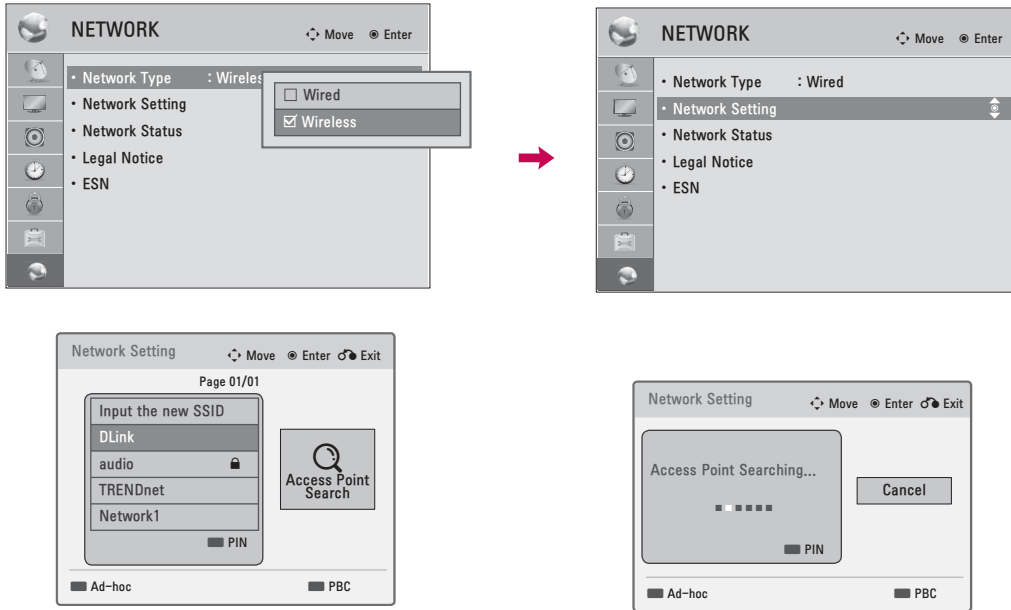 NETWORK
Move Enter
• Network Type : Wireles
• Network Setting
• Network Status
• Legal Notice
• ESN
Wired
Wireless
NETWORK
Move Enter
• Network Type : Wired
• Network Setting
• Network Status
• Legal Notice
• ESN
Network Setting
Move Enter Exit
Page 01/01
Input the new SSID
DLink
audio
TRENDnet
Network1
PIN
Access Point
Search
Ad-hoc
PBC
Network Setting
Move Enter Exit
Access Point Searching...
PIN
Cancel
Ad-hoc
PBC